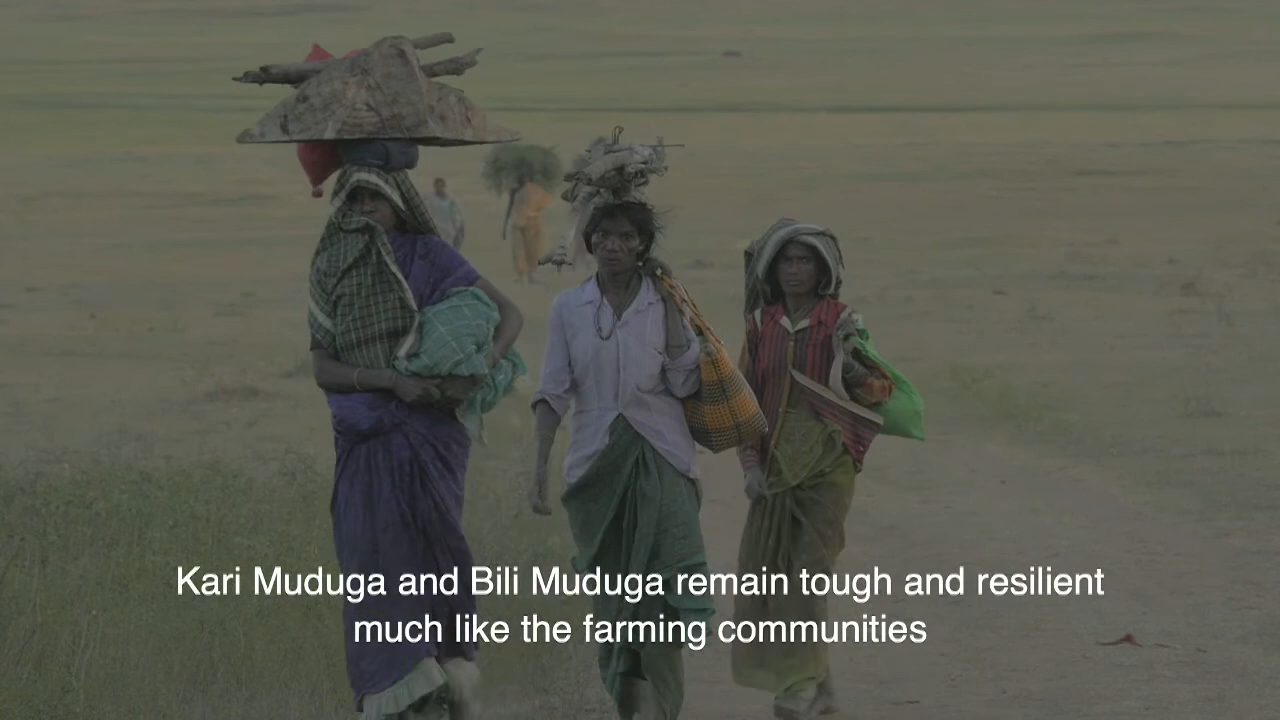 Kari Muduga and Bili Muduga remain tough and resilient
much like the farming communities